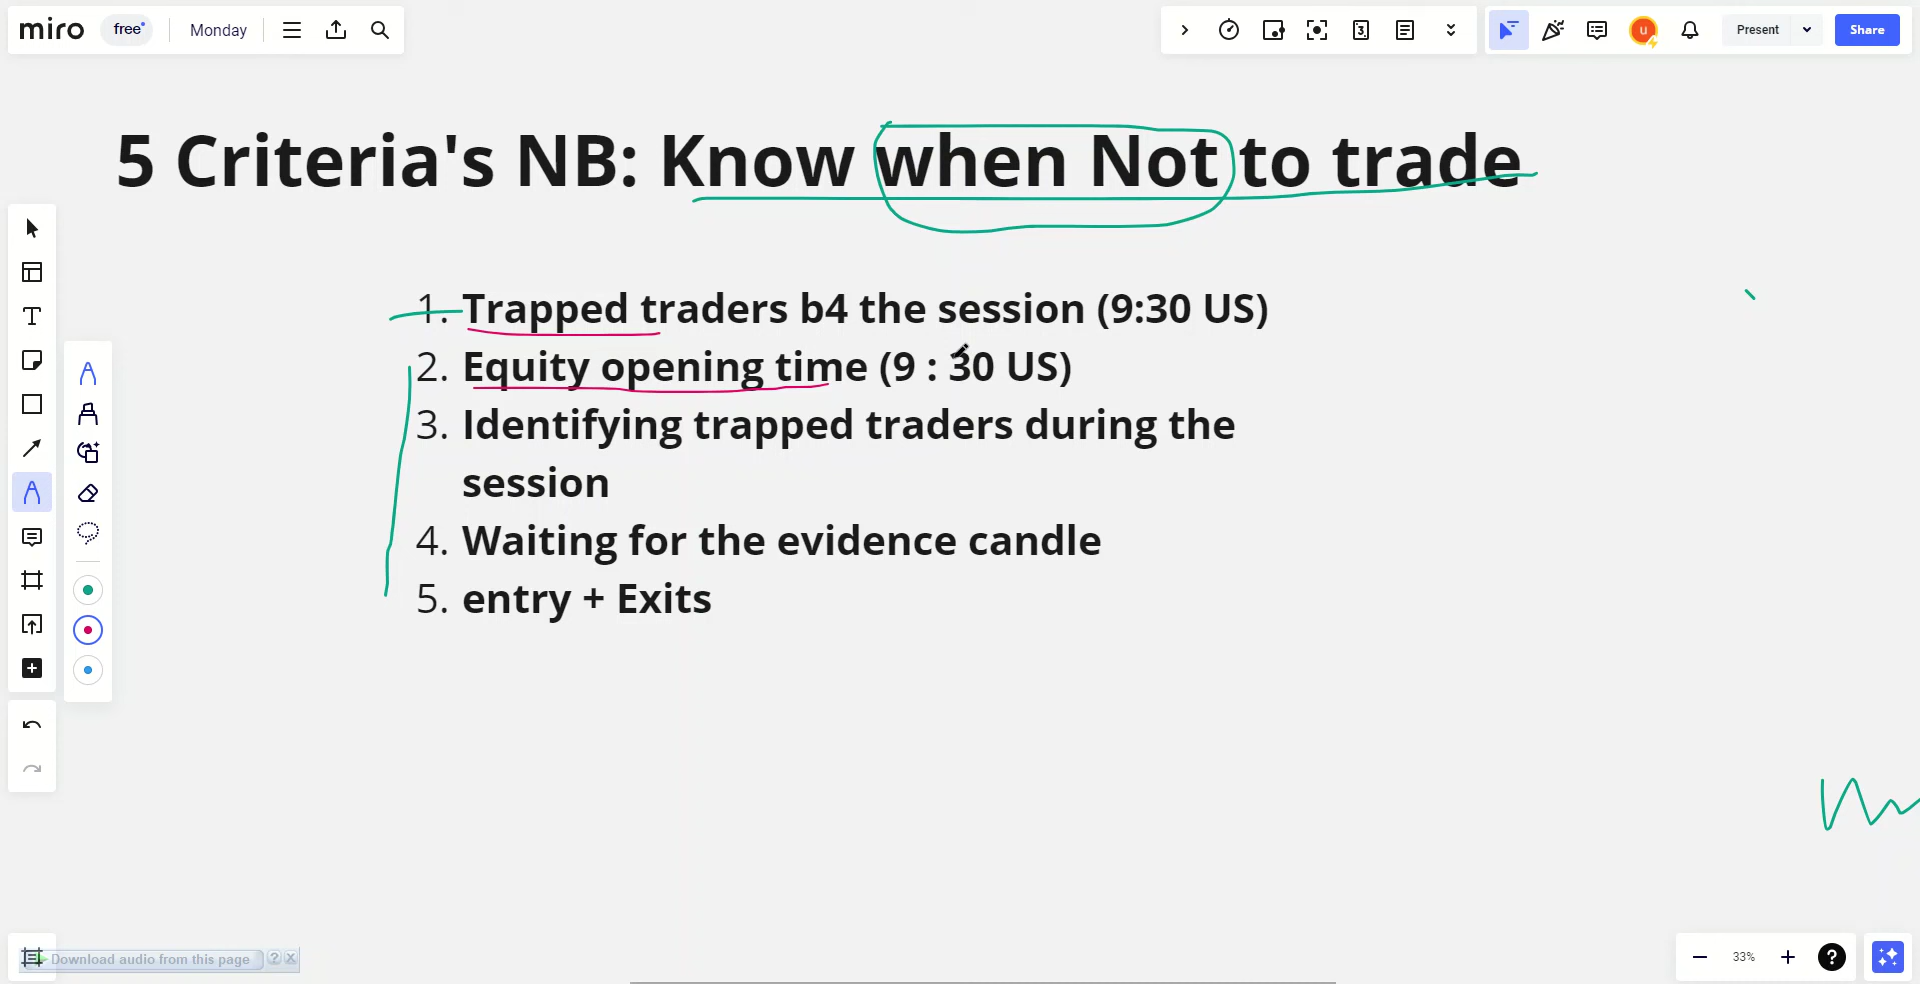 miro free Monday Present Share
5 Criteria's NB: Know when Not to trade
1. Trapped traders b4 the session (9:30 US)
2. Equity opening time (9 : 30 US)
3. Identifying trapped traders during the
session
4. Waiting for the evidence candle
5. entry + Exits
Download audio from this page ? X
33% ?